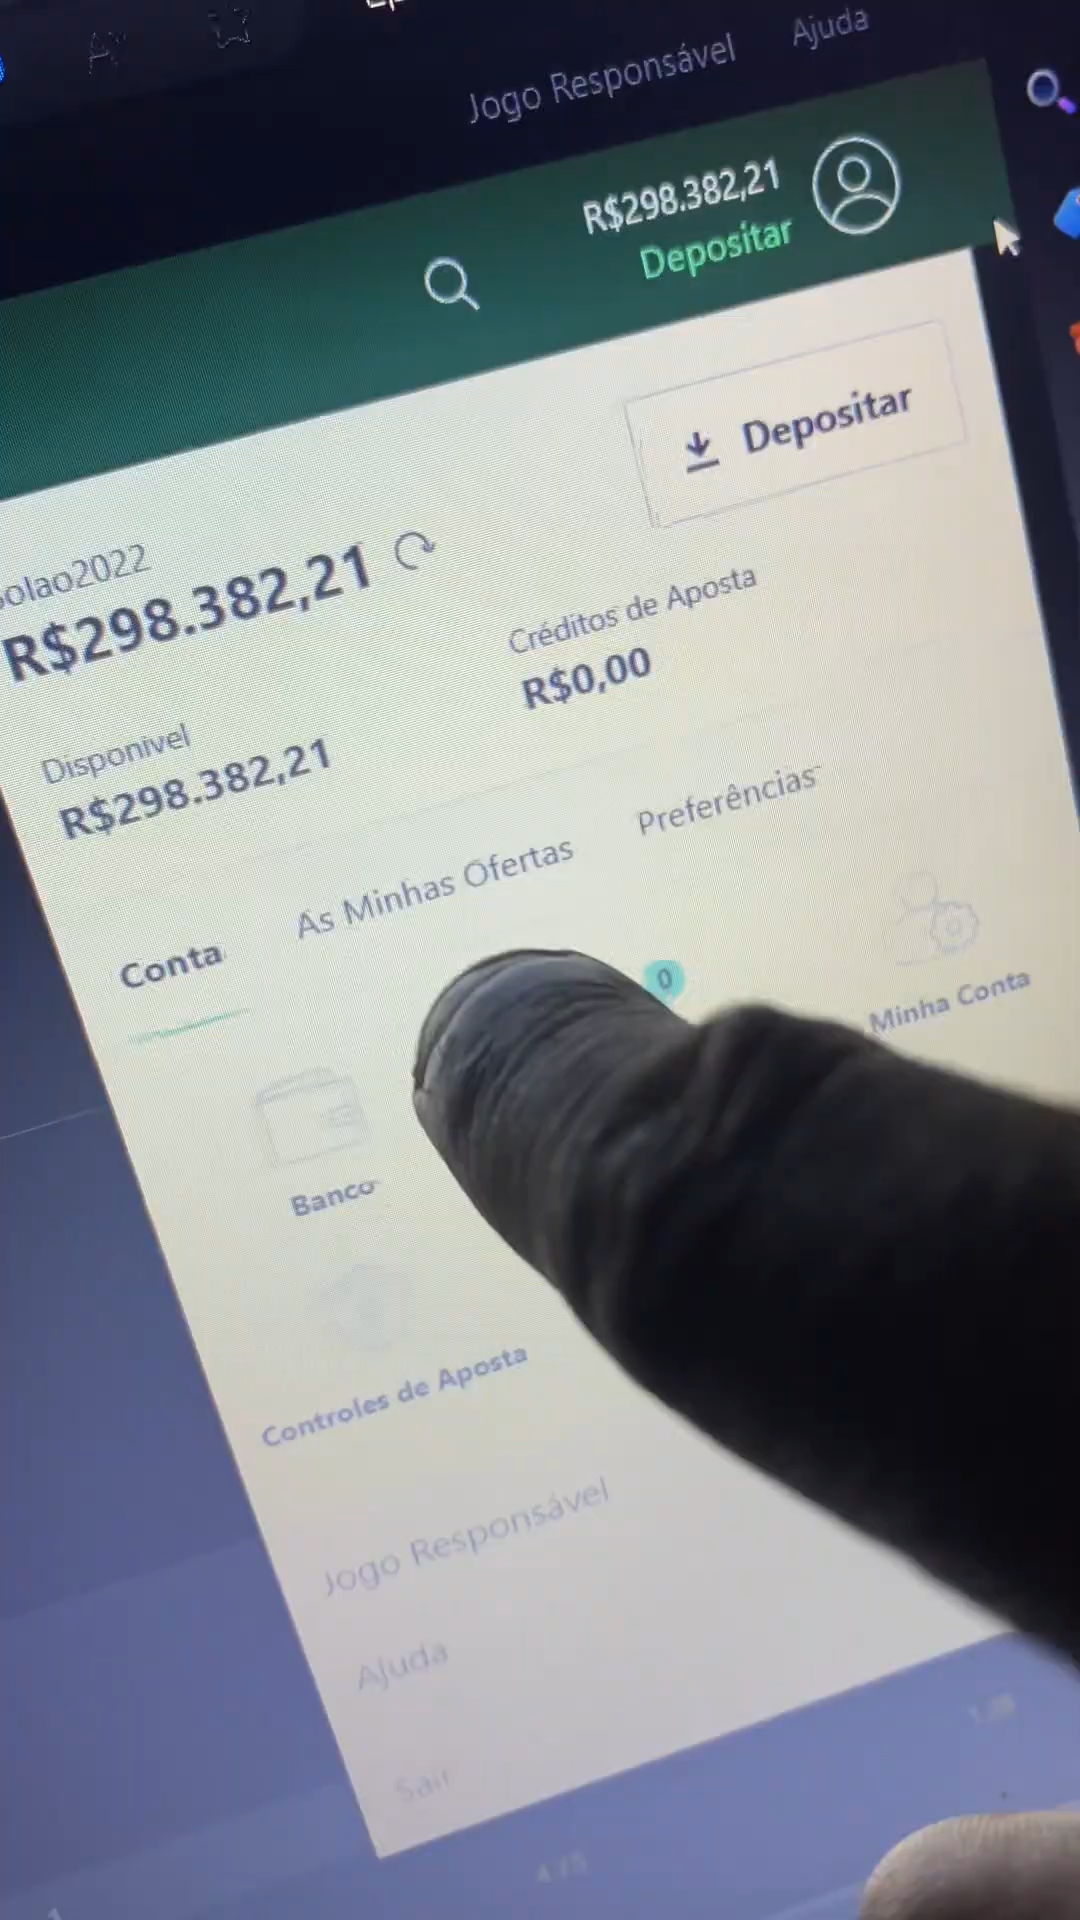 Jogo Responsável
Ajuda
R$298.382,21
Depositar
Depositar
olao2022
R$298.382,21
Créditos de Aposta
R$0,00
Disponível
R$298.382,21
Conta
As Minhas Ofertas
Preferências
0
Banco
Minha Conta
Controles de Aposta
Jogo Responsável
Ajuda
Sair